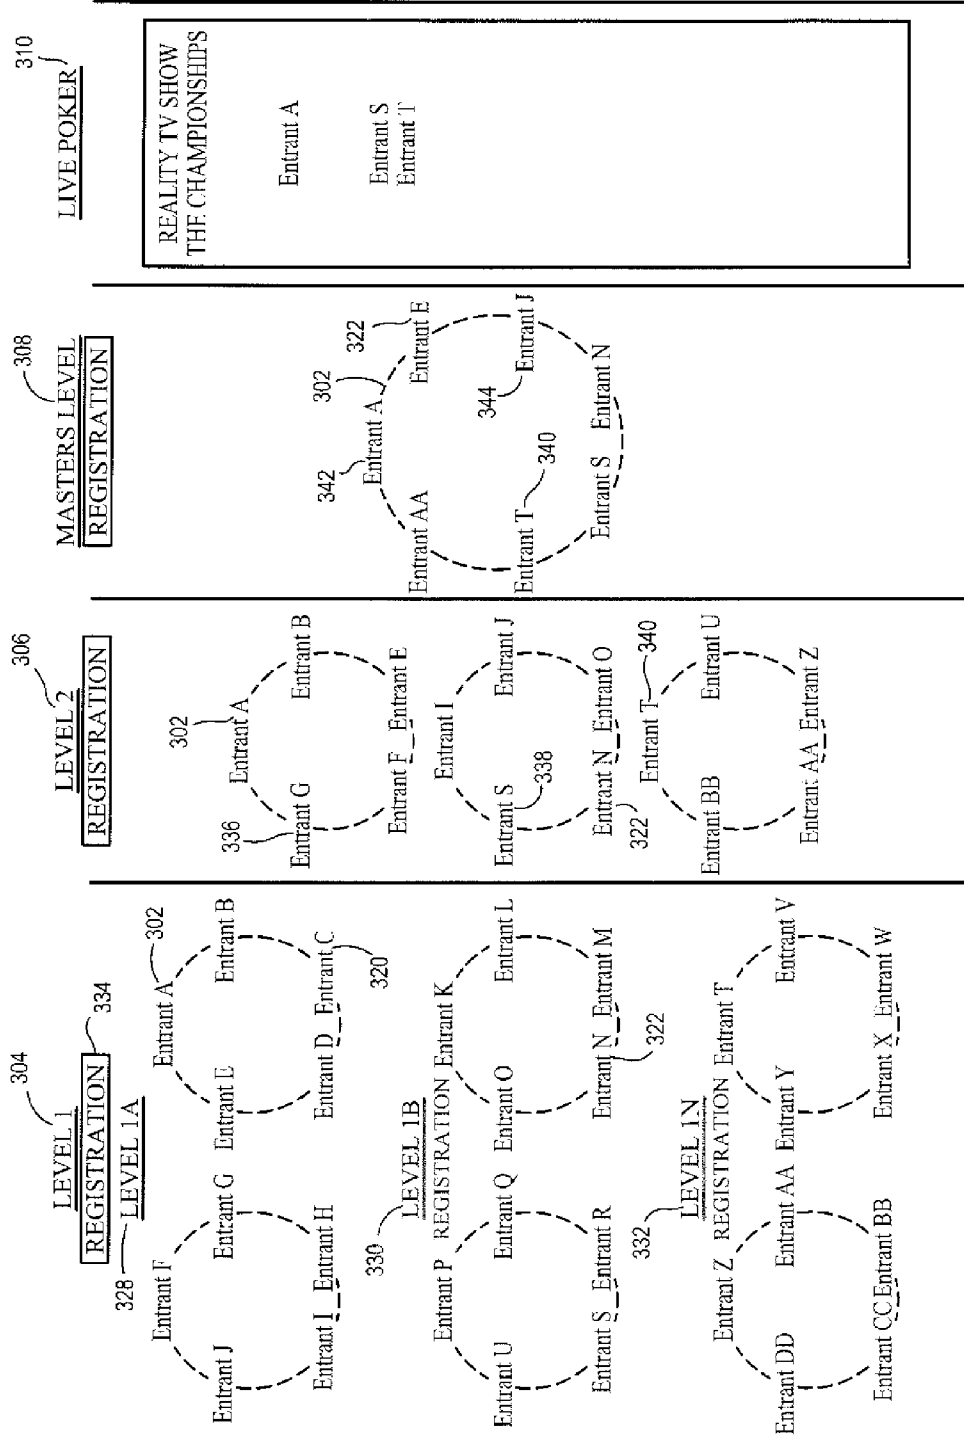 304
LEVEL 1
REGISTRATION
334
328
LEVEL 1A
Entrant F
Entrant G
Entrant H
Entrant I
Entrant J
Entrant A
302
Entrant B
Entrant C
320
Entrant D
Entrant E
330
LEVEL 1B
REGISTRATION
Entrant P
Entrant Q
Entrant R
Entrant S
Entrant U
Entrant K
Entrant L
Entrant M
Entrant N
322
Entrant O
332
LEVEL 1N
REGISTRATION
Entrant Z
Entrant AA
Entrant BB
Entrant CC
Entrant DD
Entrant T
Entrant V
Entrant W
Entrant X
Entrant Y
306
LEVEL 2
REGISTRATION
302
Entrant A
Entrant B
Entrant E
Entrant F
Entrant G
336
Entrant I
Entrant J
Entrant O
Entrant N
322
Entrant S
338
Entrant T
340
Entrant U
Entrant Z
Entrant AA
Entrant BB
308
MASTERS LEVEL
REGISTRATION
342
Entrant A
302
322
Entrant E
Entrant J
344
Entrant N
Entrant S
Entrant T
340
Entrant AA
310
LIVE POKER
REALITY TV SHOW
THE CHAMPIONSHIPS
Entrant A
Entrant S
Entrant T